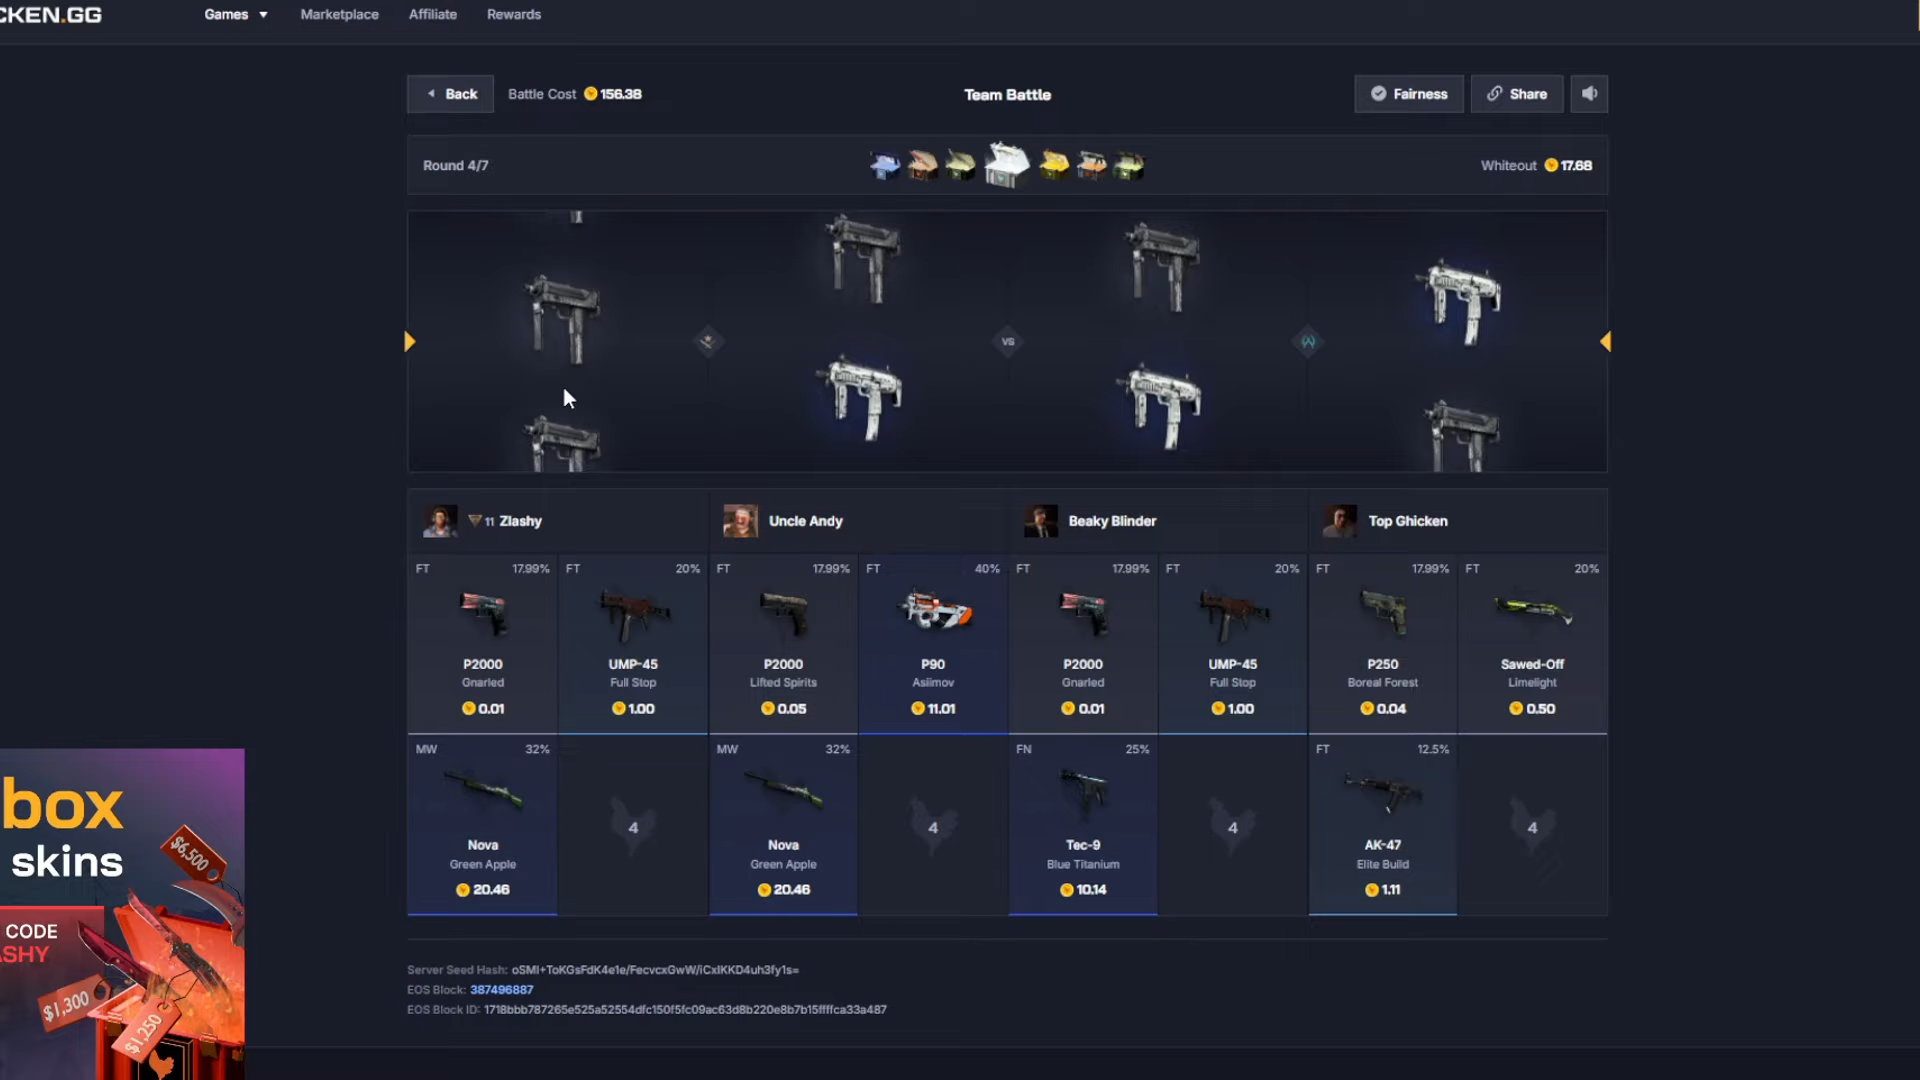 CKEN.GG
Games
Marketplace
Affiliate
Rewards
Back
Battle Cost 156.38
Team Battle
Fairness
Share
Round 4/7
Whiteout 17.68
VS
11 Zlashy
Uncle Andy
Beaky Blinder
Top Ghicken
FT 17.99%
P2000
Gnarled
0.01
FT 20%
UMP-45
Full Stop
1.00
FT 17.99%
P2000
Lifted Spirits
0.05
FT 40%
P90
Asiimov
11.01
FT 17.99%
P2000
Gnarled
0.01
FT 20%
UMP-45
Full Stop
1.00
FT 17.99%
P250
Boreal Forest
0.04
FT 20%
Sawed-Off
Limelight
0.50
MW 32%
Nova
Green Apple
20.46
4
MW 32%
Nova
Green Apple
20.46
4
FN 25%
Tec-9
Blue Titanium
10.14
4
FT 12.5%
AK-47
Elite Build
1.11
4
box
skins
$6,500
CODE
ASHY
$1,300
$1,250
Server Seed Hash: oSMI+ToKGsFdK4e1e/FecvcxGwW/iCxIKKD4uh3fy1s=
EOS Block: 387496887
EOS Block ID: 1718bbb787265e525a52554dfc150f5fc09ac63d8b220e8b7b15ffffca33a487